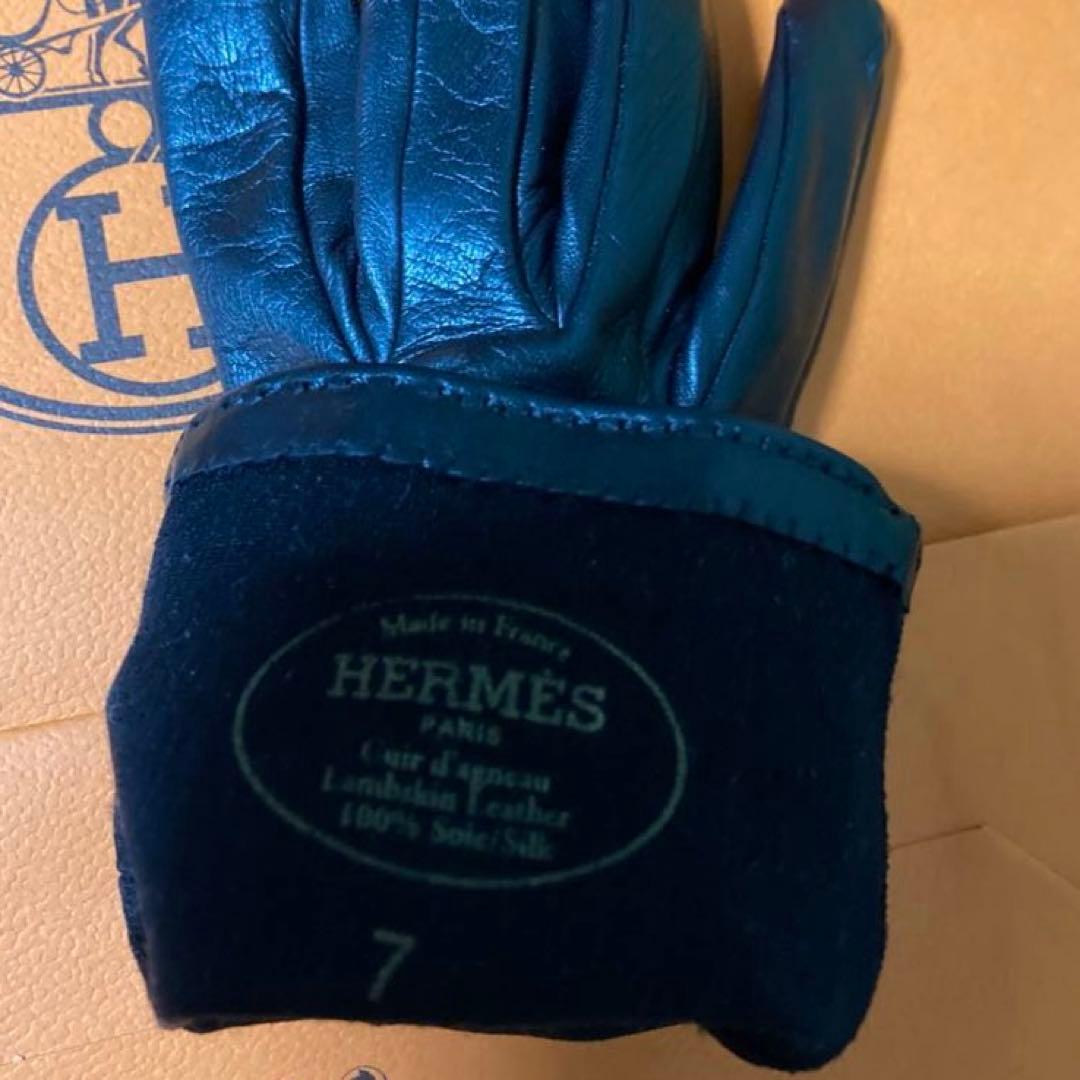 H
Made in France
HERMÈS
PARIS
Cuir d'agneau
Lambskin Leather
100% Soie/Silk
7